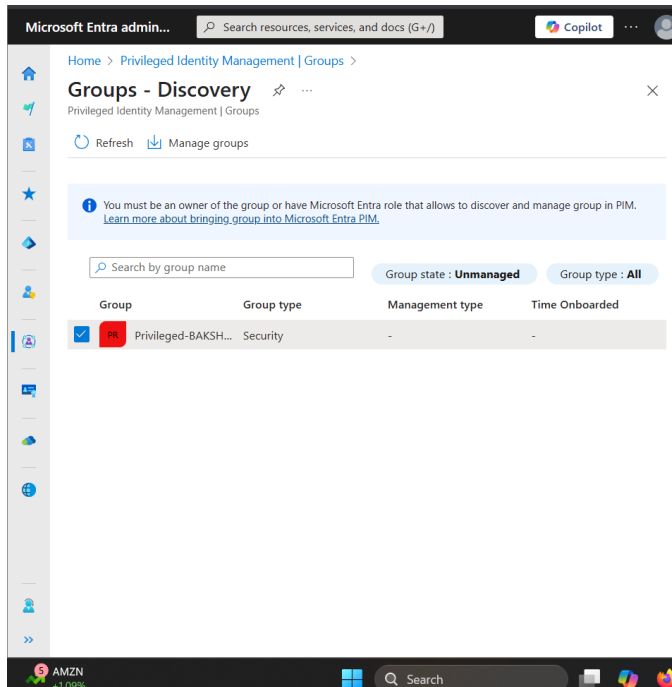 Microsoft Entra admin...
Search resources, services, and docs (G+/)
Copilot
Home > Privileged Identity Management | Groups >
Groups - Discovery
Privileged Identity Management | Groups
Refresh
Manage groups
You must be an owner of the group or have Microsoft Entra role that allows to discover and manage group in PIM.
Learn more about bringing group into Microsoft Entra PIM.
Search by group name
Group state : Unmanaged
Group type : All
Group Group type Management type Time Onboarded
PR Privileged-BAKSH... Security - -
5
AMZN
+1.09%
Search